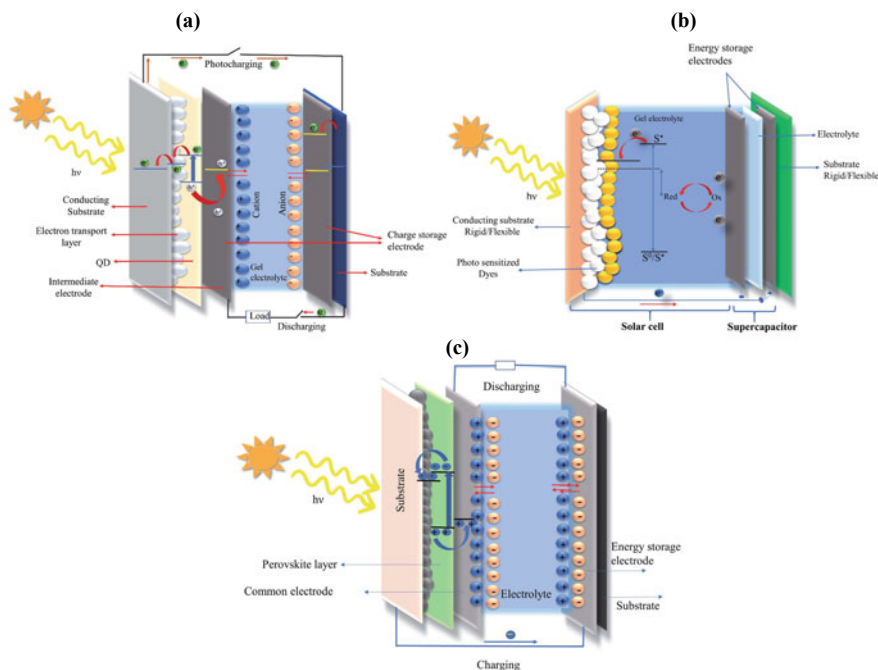 (a)
Photocharging
hν
Conducting
Substrate
Electron transport
layer
QD
Intermediate
electrode
Cation
Anion
Gel electrolyte
Charge storage
electrode
Substrate
Load
Discharging
(b)
Energy storage
electrodes
Gel electrolyte
S*
Electrolyte
Substrate
Rigid/Flexible
hν
Red
Ox
Conducting substrate
Rigid/Flexible
Photo sensitized
Dyes
Solar cell
Supercapacitor
(c)
Discharging
hν
Substrate
Perovskite layer
Common electrode
Electrolyte
Energy storage
electrode
Substrate
Charging